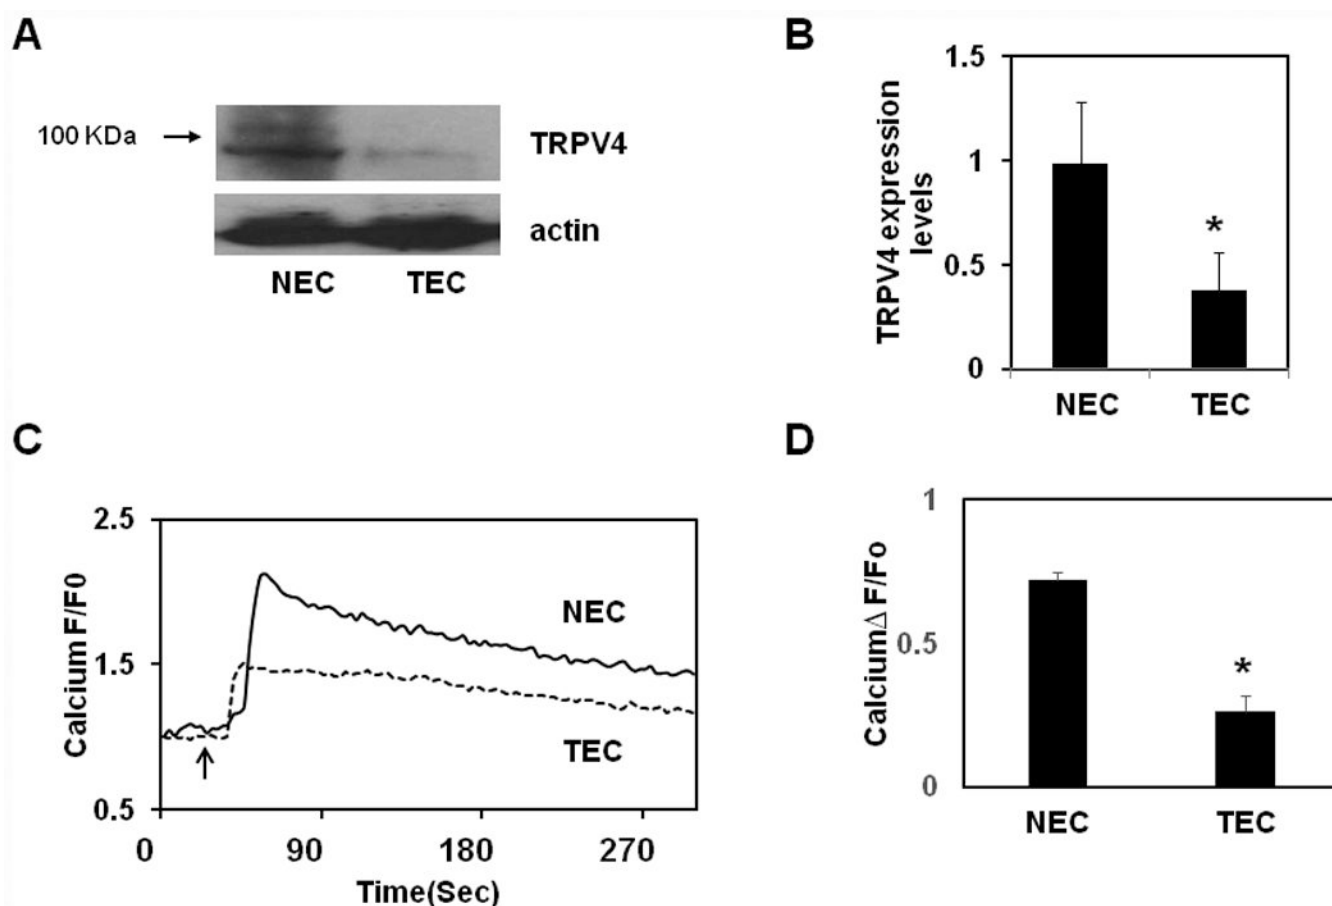 A
100 KDa
TRPV4
actin
NEC TEC
B
TRPV4 expression
levels
1.5
1
0.5
0
NEC TEC
C
Calcium F/F0
2.5
1.5
0.5
NEC
TEC
0 90 180 270
Time(Sec)
D
Calcium∆ F/Fo
1
0.5
*
0
NEC TEC